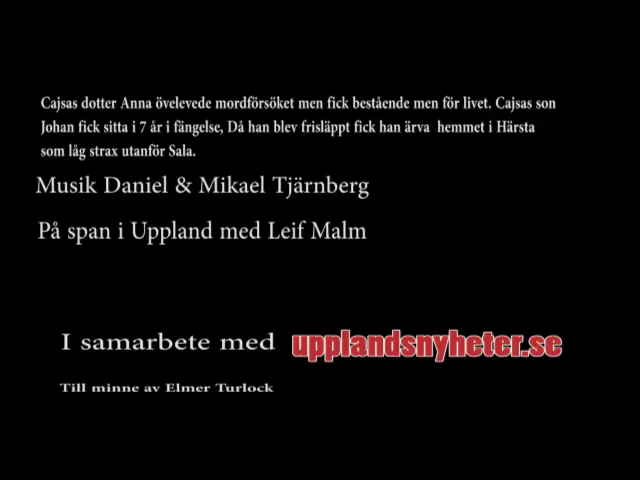 Cajsas dotter Anna övelevede mordförsöket men fick bestående men för livet. Cajsas son
Johan fick sitta i 7 år i fängelse, Då han blev frisläppt fick han ärva hemmet i Härsta
som låg strax utanför Sala.
Musik Daniel & Mikael Tjärnberg
På span i Uppland med Leif Malm
I samarbete med upplandsnyheter.se
Till minne av Elmer Turlock